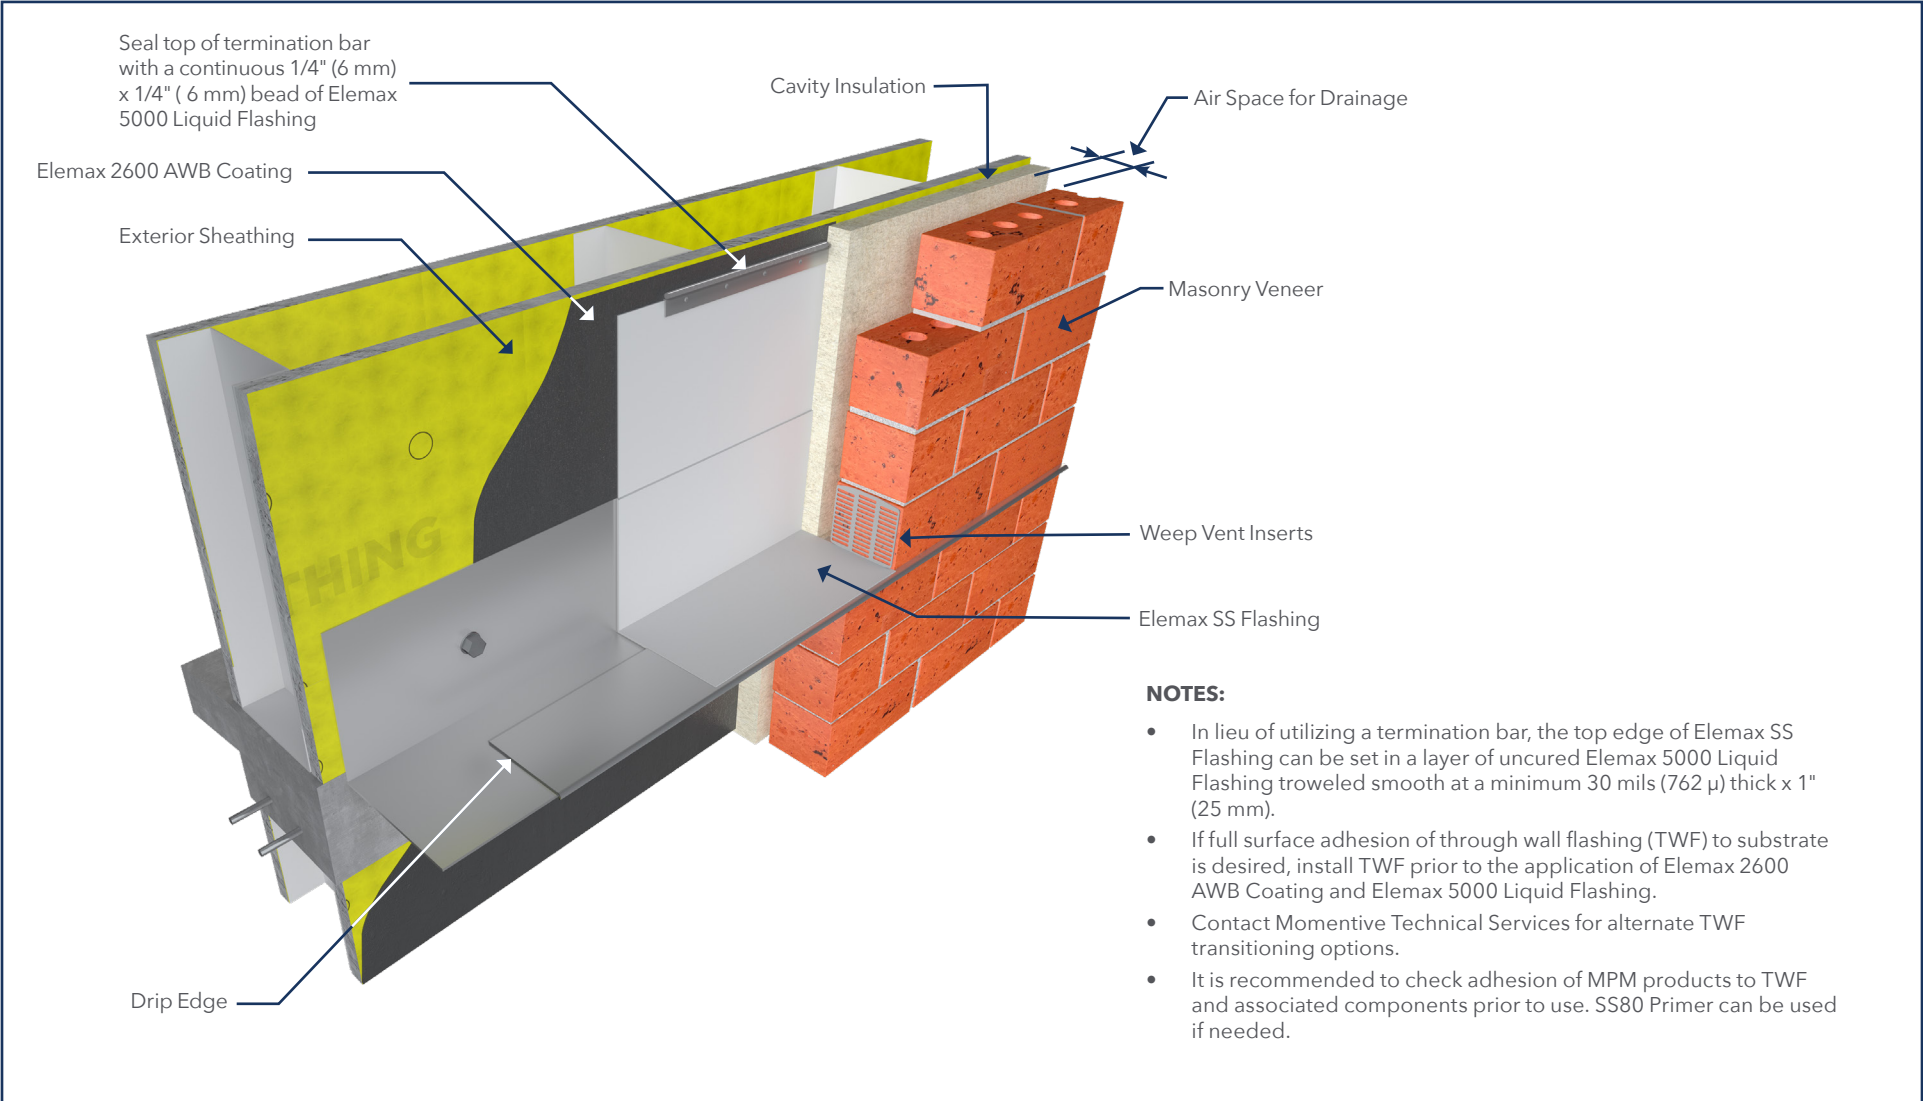 Seal top of termination bar
with a continuous 1/4" (6 mm)
x 1/4" ( 6 mm) bead of Elemax
5000 Liquid Flashing
Cavity Insulation
Air Space for Drainage
Elemax 2600 AWB Coating
Exterior Sheathing
Masonry Veneer
THING
Weep Vent Inserts
Elemax SS Flashing
Drip Edge
NOTES:
• In lieu of utilizing a termination bar, the top edge of Elemax SS
Flashing can be set in a layer of uncured Elemax 5000 Liquid
Flashing troweled smooth at a minimum 30 mils (762 µ) thick x 1"
(25 mm).
• If full surface adhesion of through wall flashing (TWF) to substrate
is desired, install TWF prior to the application of Elemax 2600
AWB Coating and Elemax 5000 Liquid Flashing.
• Contact Momentive Technical Services for alternate TWF
transitioning options.
• It is recommended to check adhesion of MPM products to TWF
and associated components prior to use. SS80 Primer can be used
if needed.